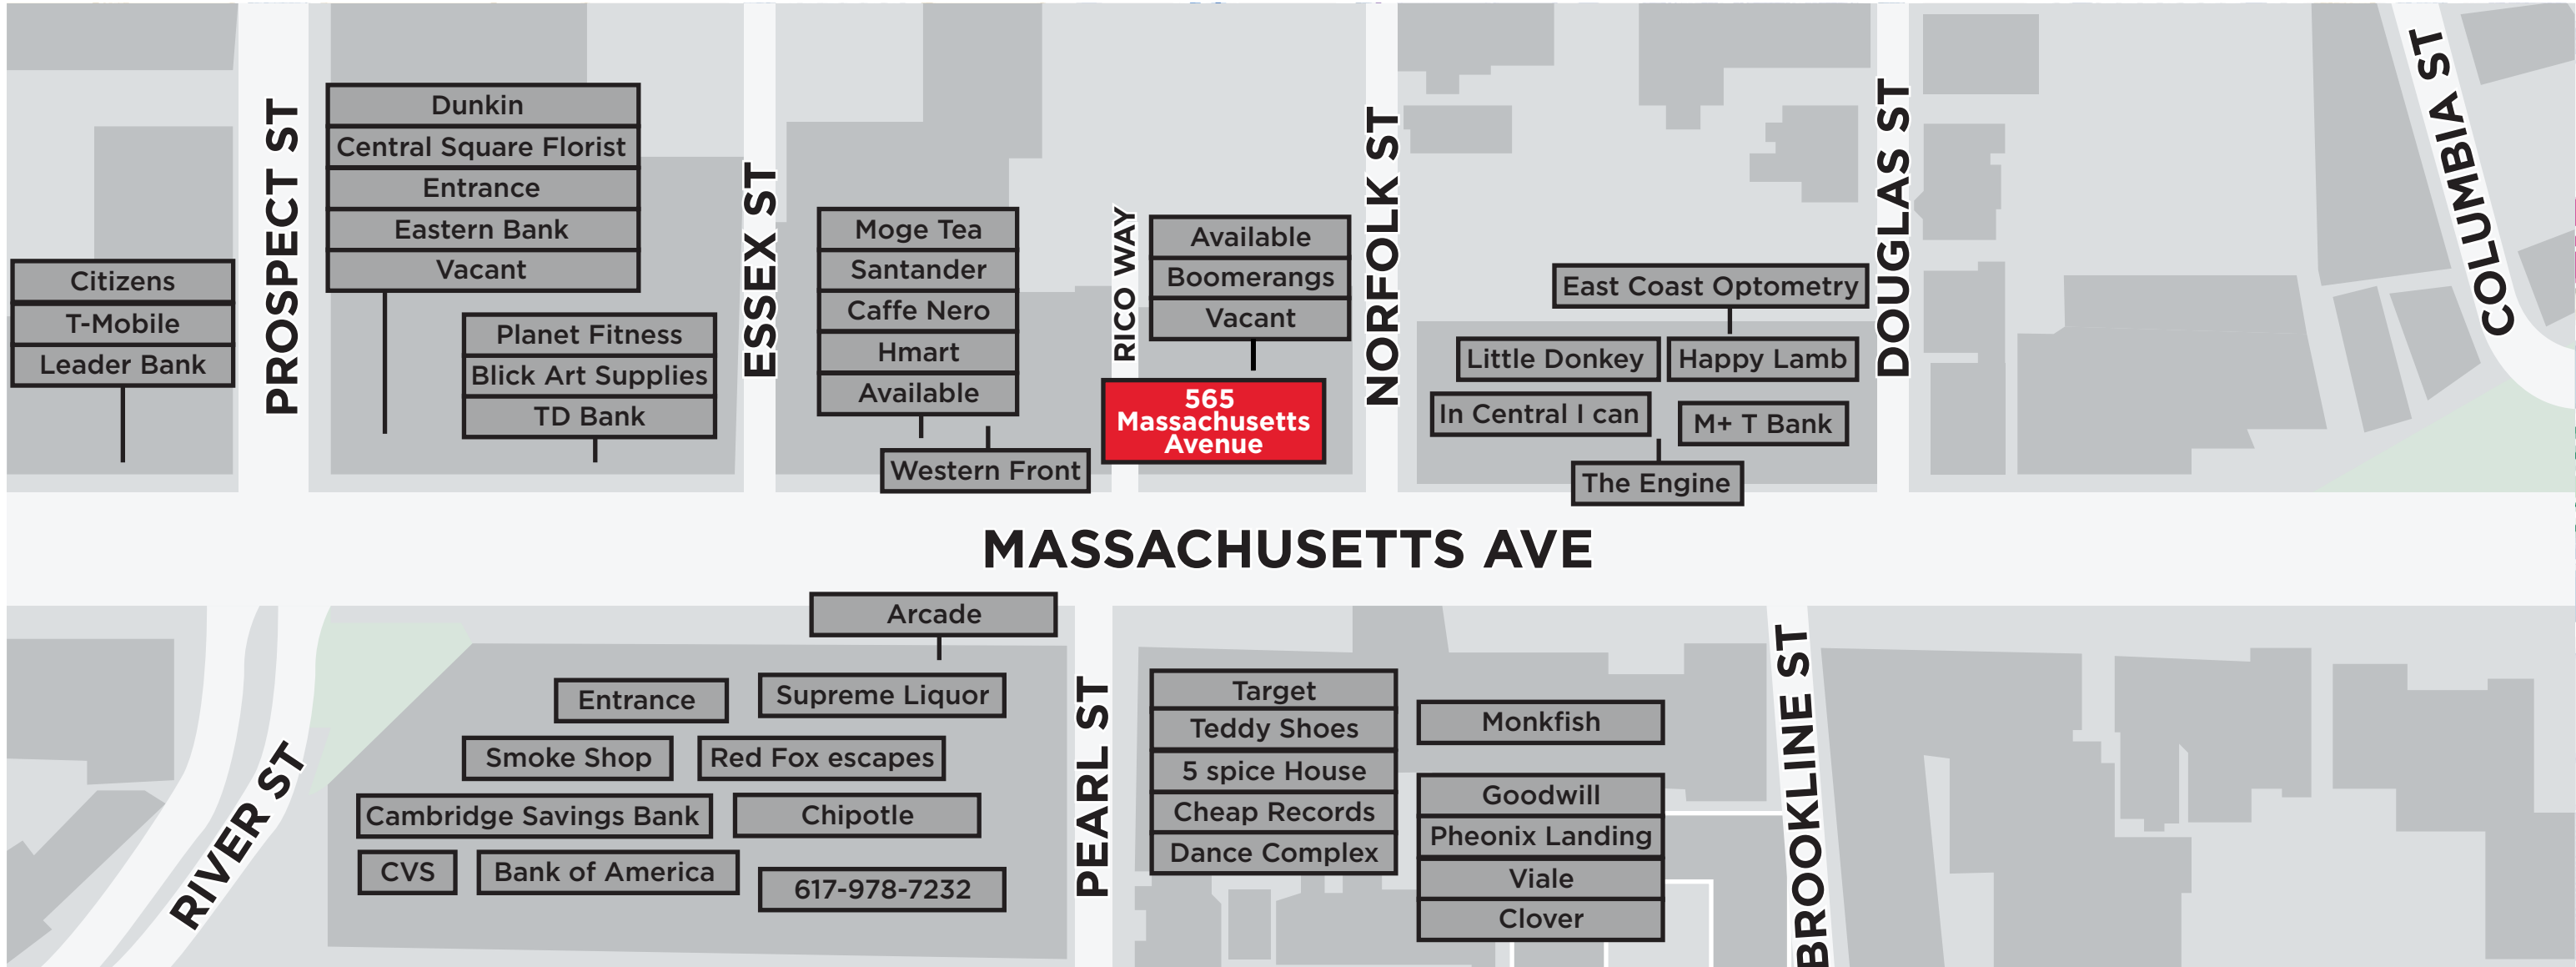 Citizens
T-Mobile
Leader Bank
PROSPECT ST
Dunkin
Central Square Florist
Entrance
Eastern Bank
Vacant
Planet Fitness
Blick Art Supplies
TD Bank
ESSEX ST
Moge Tea
Santander
Caffe Nero
Hmart
Available
Western Front
RICO WAY
Available
Boomerangs
Vacant
565
Massachusetts
Avenue
NORFOLK ST
East Coast Optometry
Little Donkey
Happy Lamb
In Central I can
M+ T Bank
The Engine
DOUGLAS ST
COLUMBIA ST
MASSACHUSETTS AVE
RIVER ST
Arcade
Entrance
Supreme Liquor
Smoke Shop
Red Fox escapes
Cambridge Savings Bank
Chipotle
CVS
Bank of America
617-978-7232
PEARL ST
Target
Teddy Shoes
5 spice House
Cheap Records
Dance Complex
Monkfish
Goodwill
Pheonix Landing
Viale
Clover
BROOKLINE ST